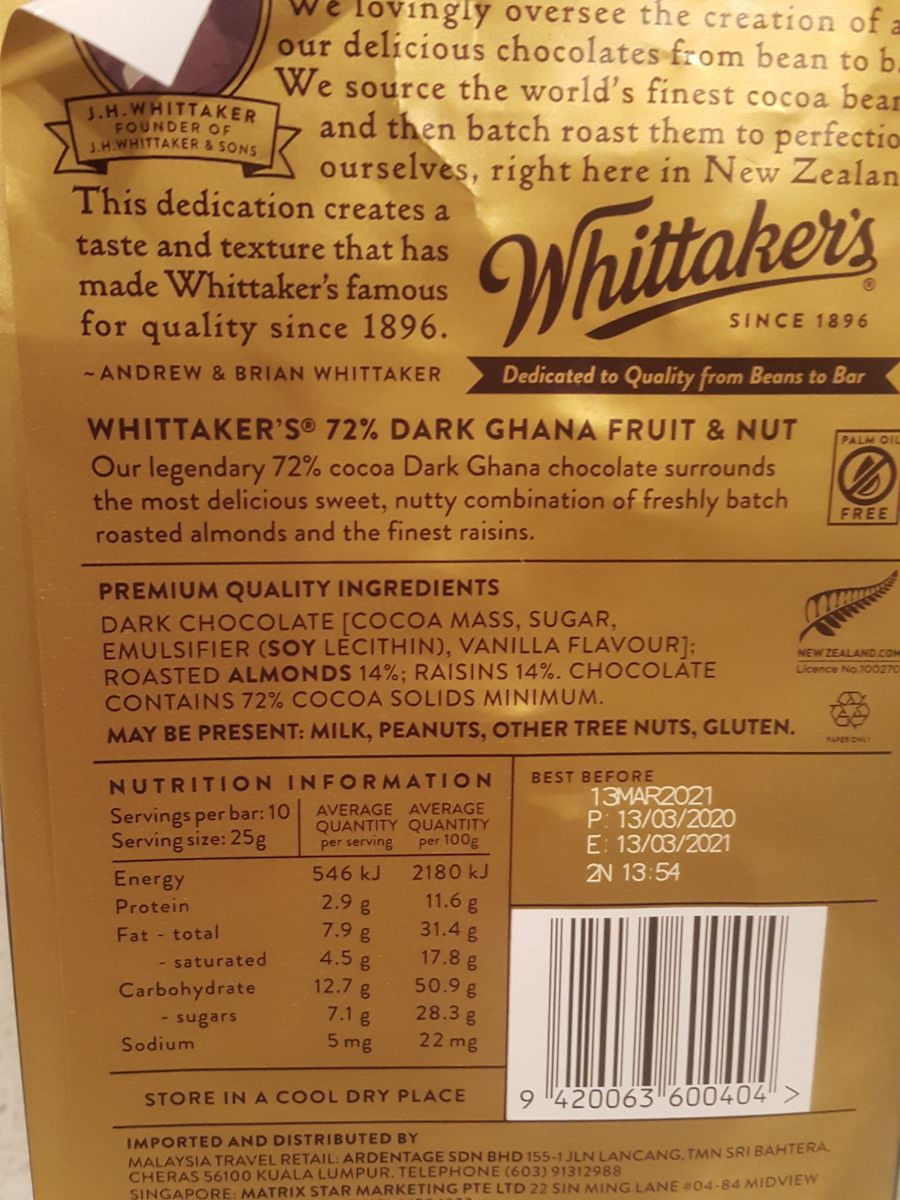 We lovingly oversee the creation of
our delicious chocolates from bean to
We source the world's finest cocoa
and then batch roast them to
ourselves, right here in New
J.H.WHITTAKER
FOUNDER OF
J.H.WHITTAKER & SONS
This dedication creates a
taste and texture that has
made Whittaker's famous
for quality since 1896.
~ANDREW & BRIAN WHITTAKER
Whittaker's®
SINCE 1896
Dedicated to Quality from Beans to Bar
WHITTAKER'S® 72% DARK GHANA FRUIT & NUT
Our legendary 72% cocoa Dark Ghana chocolate surrounds
the most delicious sweet, nutty combination of freshly batch
roasted almonds and the finest raisins.
PALM OIL
FREE
PREMIUM QUALITY INGREDIENTS
DARK CHOCOLATE [COCOA MASS, SUGAR,
EMULSIFIER (SOY LECITHIN), VANILLA FLAVOUR];
ROASTED ALMONDS 14%; RAISINS 14%. CHOCOLATE
CONTAINS 72% COCOA SOLIDS MINIMUM.
MAY BE PRESENT: MILK, PEANUTS, OTHER TREE NUTS, GLUTEN.
NEWZEALAND.COM
Licence No.100270
PAPER ONLY
NUTRITION INFORMATION
Servings per bar: 10
Serving size: 25g
AVERAGE QUANTITY per serving
AVERAGE QUANTITY per 100g
Energy 546 kJ 2180 kJ
Protein 2.9 g 11.6 g
Fat - total 7.9 g 31.4 g
- saturated 4.5 g 17.8 g
Carbohydrate 12.7 g 50.9 g
- sugars 7.1 g 28.3 g
Sodium 5 mg 22 mg
STORE IN A COOL DRY PLACE
BEST BEFORE
13MAR2021
P: 13/03/2020
E: 13/03/2021
2N 13:54
9 420063 600404 >
IMPORTED AND DISTRIBUTED BY
MALAYSIA TRAVEL RETAIL: ARDENTAGE SDN BHD 155-1 JLN LANCANG, TMN SRI BAHTERA,
CHERAS 56100 KUALA LUMPUR. TELEPHONE (603) 91312988
SINGAPORE: MATRIX STAR MARKETING PTE LTD 22 SIN MING LANE #04-84 MIDVIEW